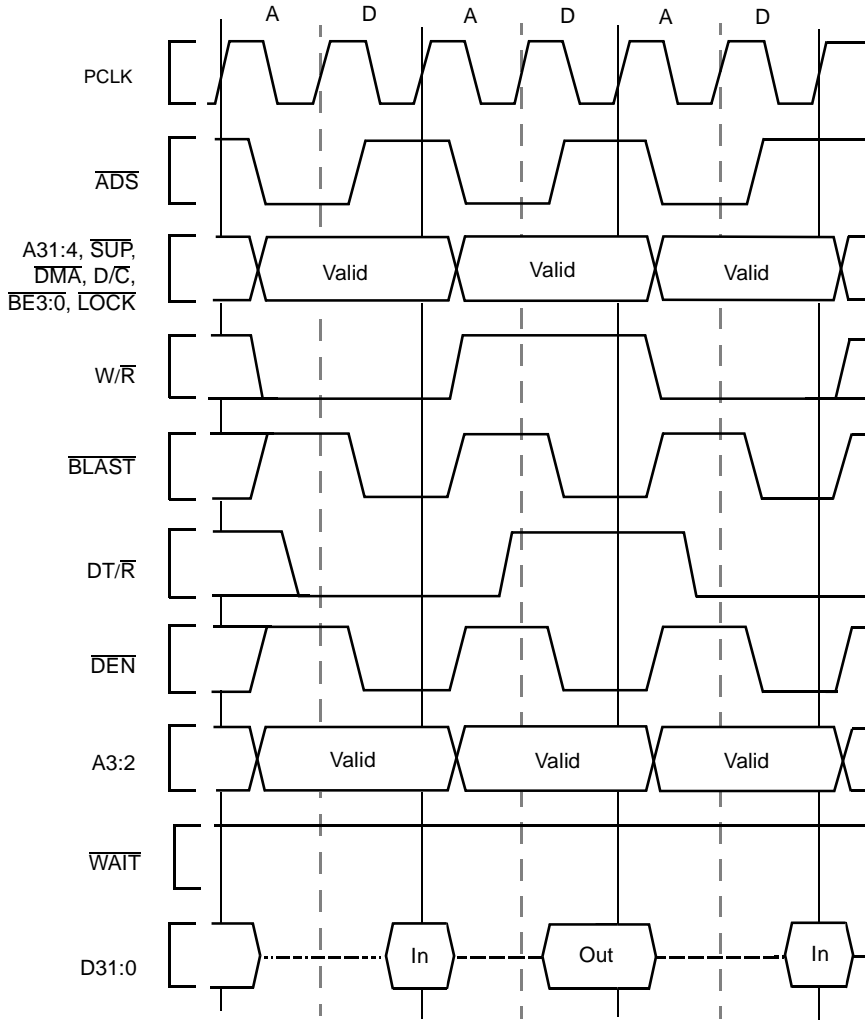 A D A D A D
PCLK
ADS
A31:4, SUP,
DMA, D/C,
BE3:0, LOCK
Valid Valid Valid
W/R
BLAST
DT/R
DEN
A3:2
Valid Valid Valid
WAIT
D31:0
In Out In